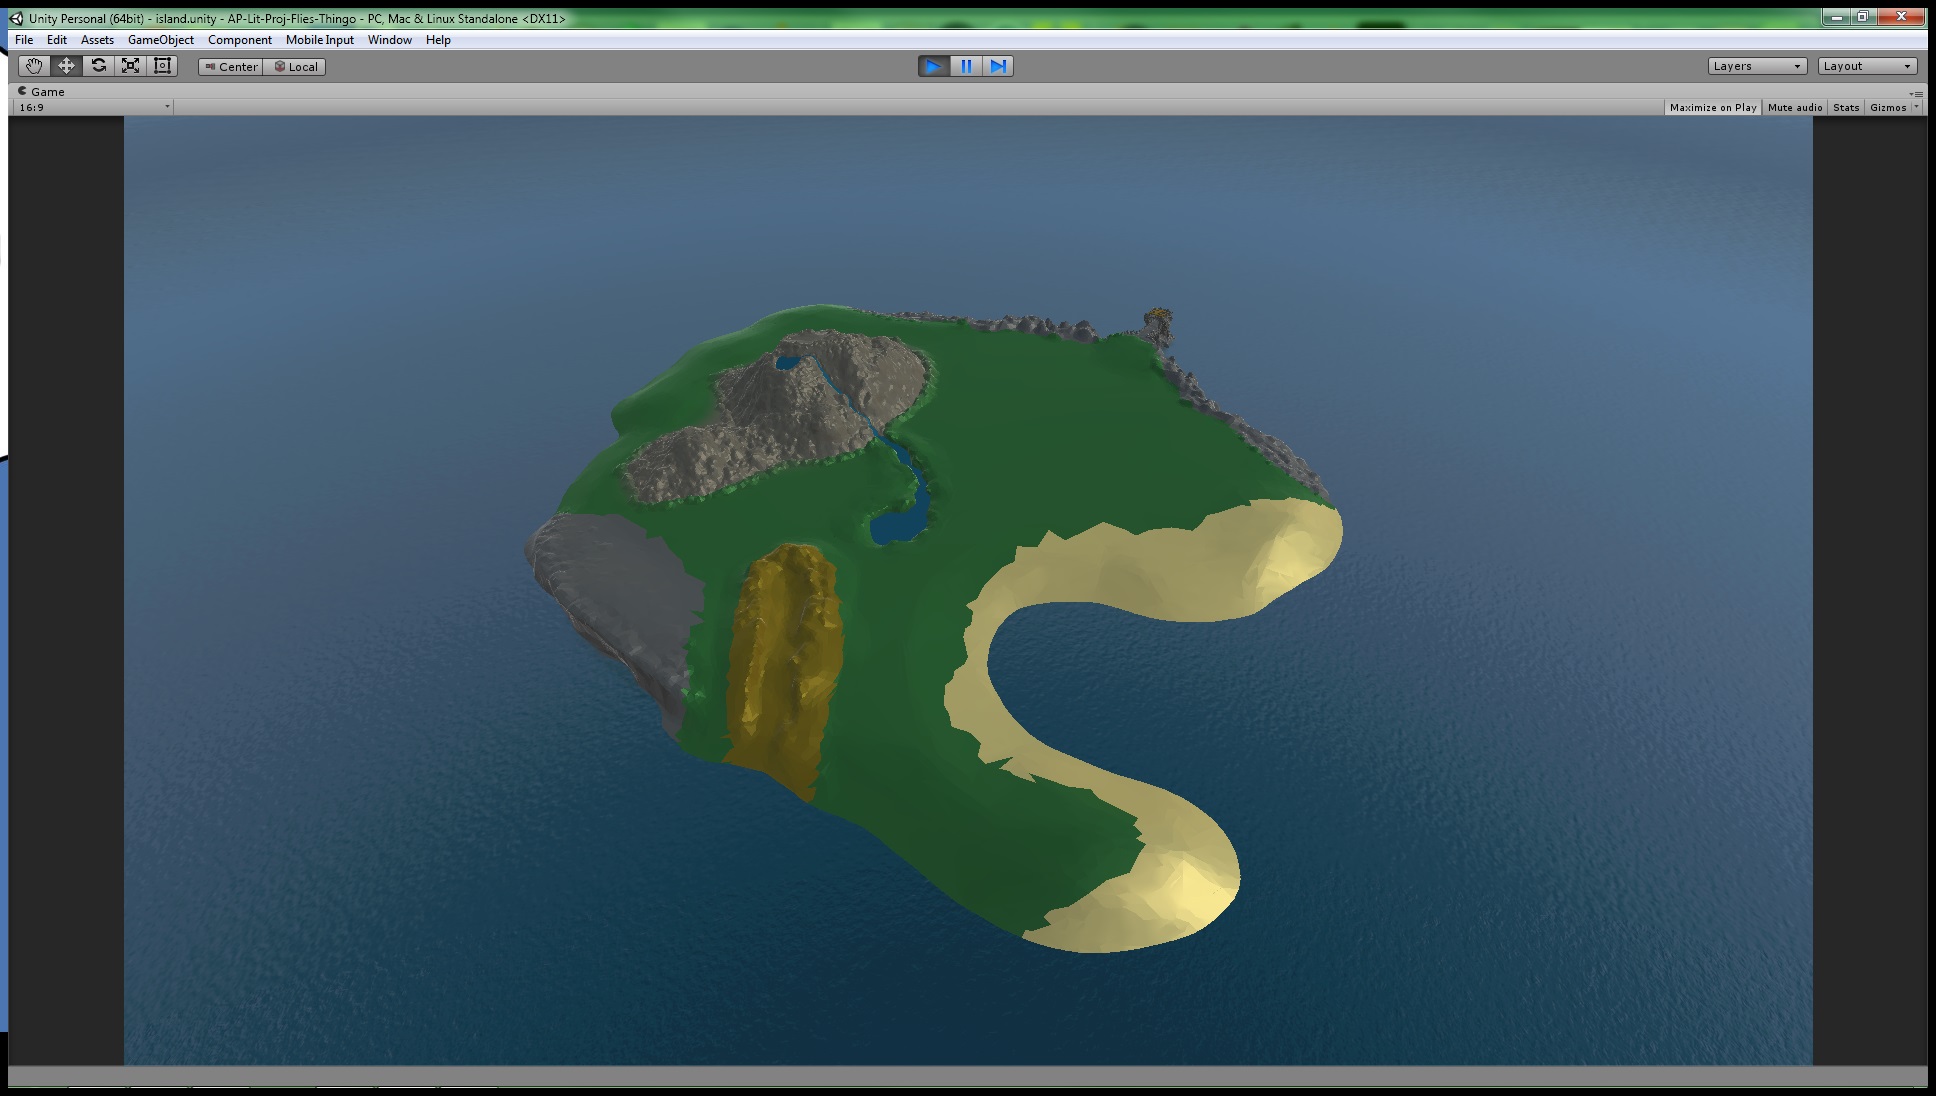 Unity Personal (64bit) - island.unity - AP-Lit-Proj-Flies-Thingo - PC, Mac & Linux Standalone <DX11>
File Edit Assets GameObject Component Mobile Input Window Help
Center Local Layers Layout
Game
16:9 Maximize on Play Mute audio Stats Gizmos